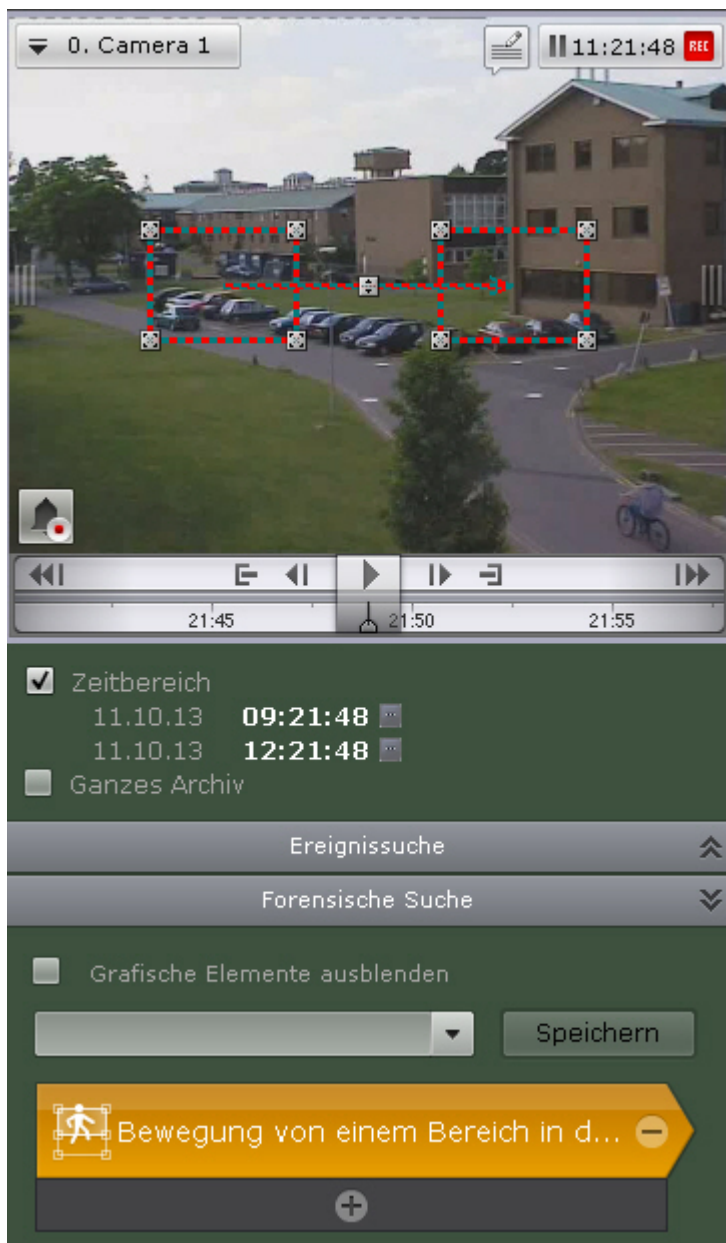 0. Camera 1
11:21:48 REC
21:45 21:50 21:55
Zeitbereich
11.10.13 09:21:48
11.10.13 12:21:48
Ganzes Archiv
Ereignissuche
Forensische Suche
Grafische Elemente ausblenden
Speichern
Bewegung von einem Bereich in d...